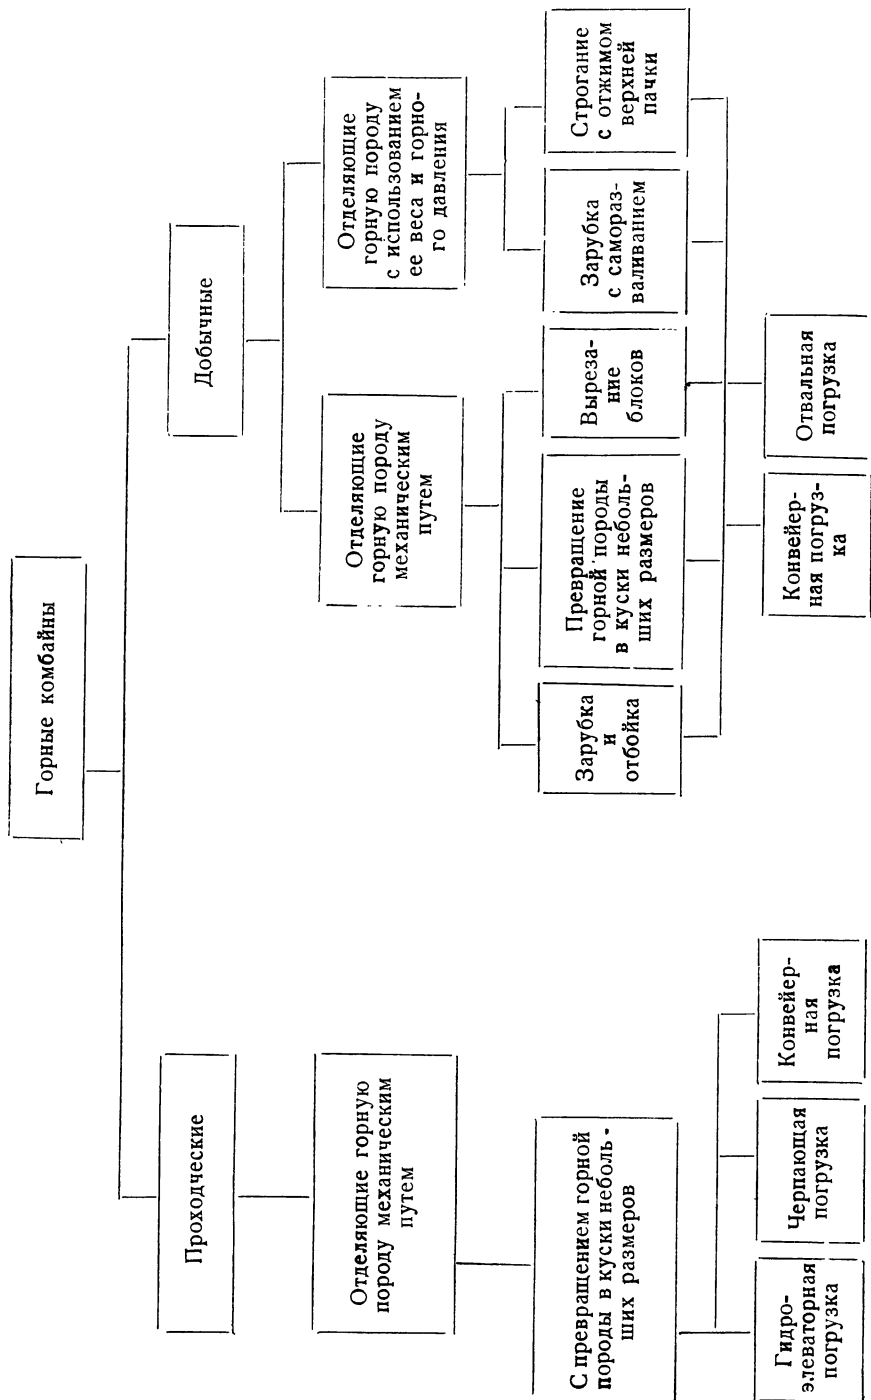 Горные комбайны
Проходческие
Добычные
Отделяющие горную
породу механическим
путем
Отделяющие
горную породу
механическим
путем
Отделяющие
горную породу
с использованием
ее веса и горно-
го давления
С превращением горной
породы в куски неболь-
ших размеров
Зарубка
и
отбойка
Превращение
горной породы
в куски неболь-
ших размеров
Выреза-
ние
блоков
Зарубка
с самораз-
валиванием
Строгание
с отжимом
верхней
пачки
Гидро-
элеваторная
погрузка
Черпающая
погрузка
Конвейер-
ная
погрузка
Конвейер-
ная погруз-
ка
Отвальная
погрузка